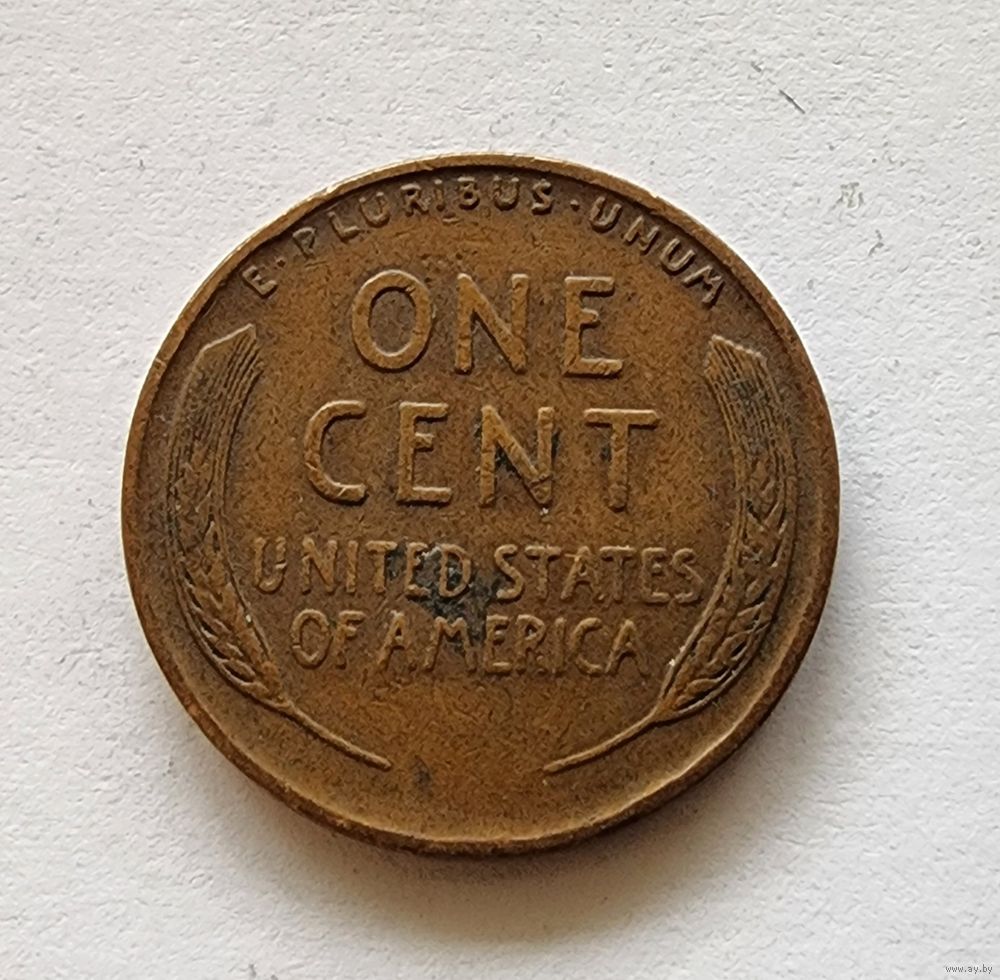 E·PLURIBUS·UNUM
ONE
CENT
UNITED STATES
OF AMERICA
www.ay.by